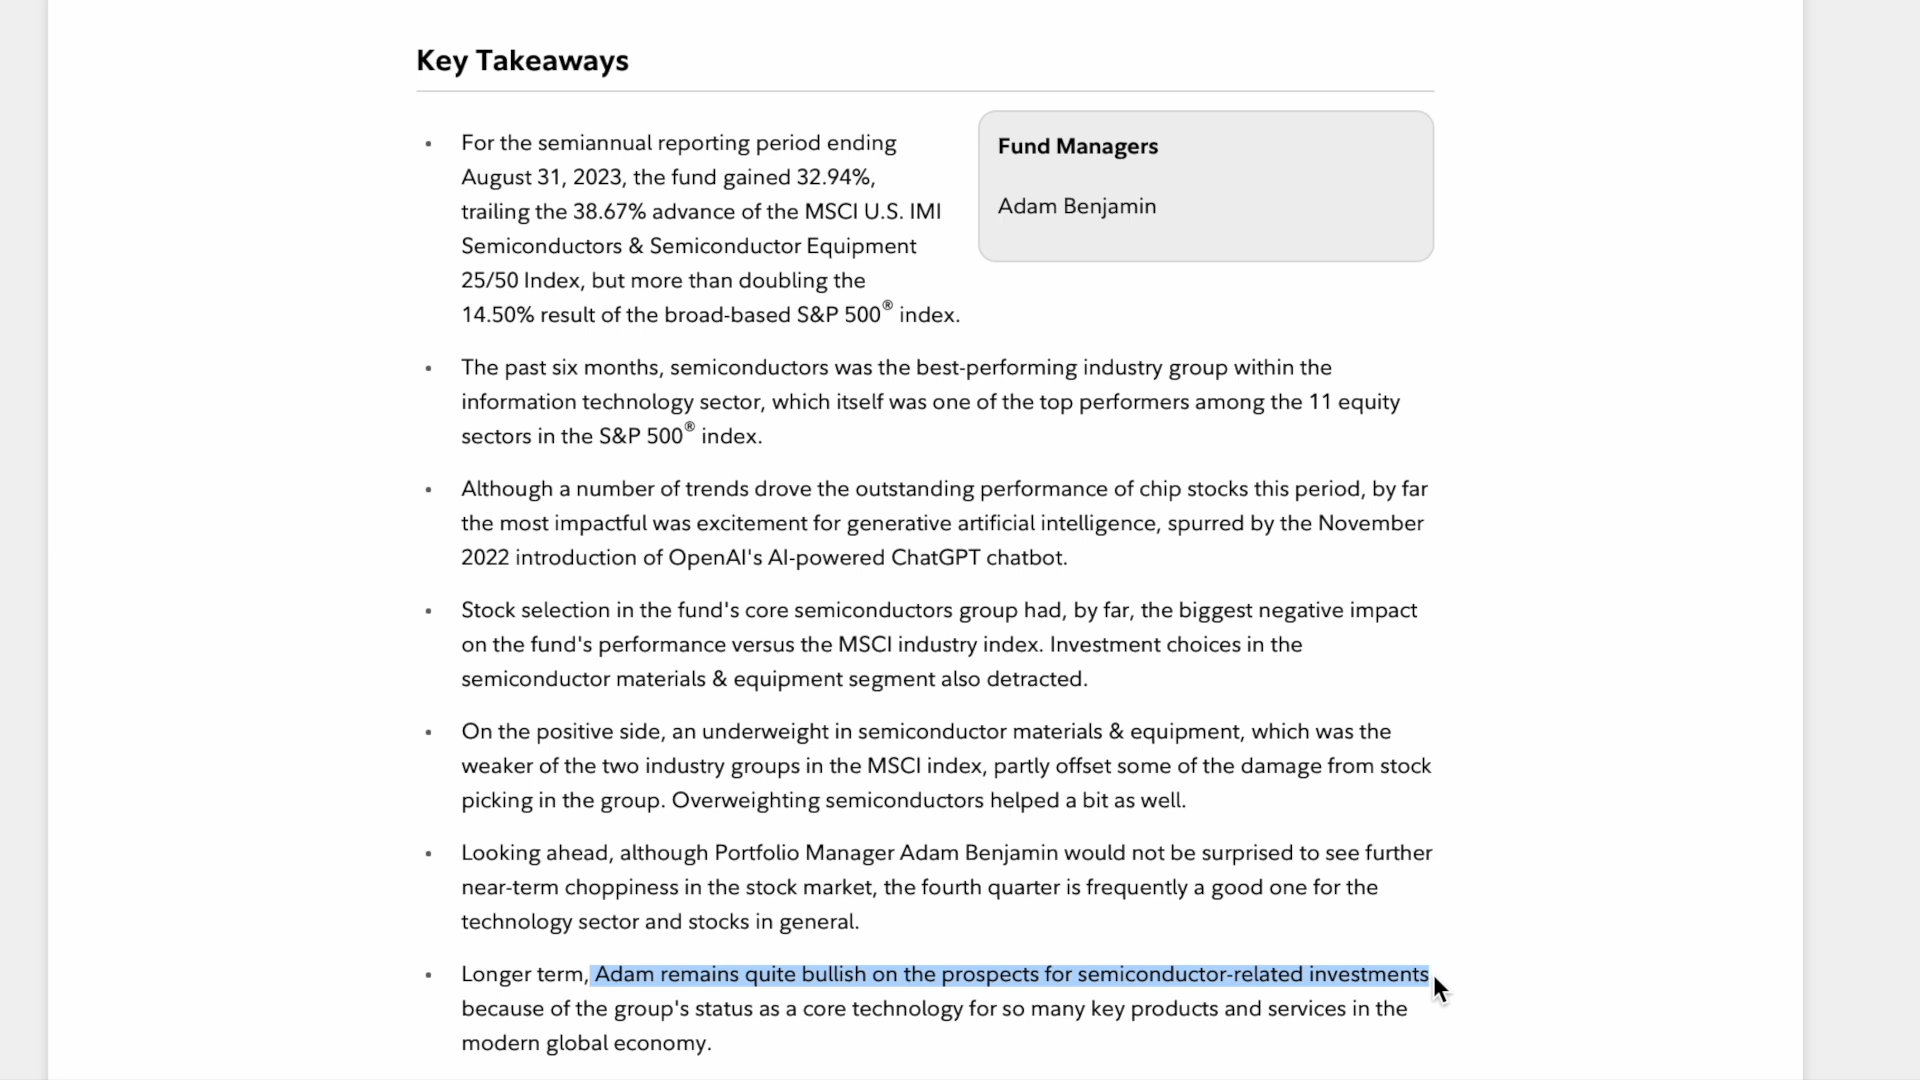 Key Takeaways
• For the semiannual reporting period ending
August 31, 2023, the fund gained 32.94%,
trailing the 38.67% advance of the MSCI U.S. IMI
Semiconductors & Semiconductor Equipment
25/50 Index, but more than doubling the
14.50% result of the broad-based S&P 500® index.
Fund Managers
Adam Benjamin
• The past six months, semiconductors was the best-performing industry group within the
information technology sector, which itself was one of the top performers among the 11 equity
sectors in the S&P 500® index.
• Although a number of trends drove the outstanding performance of chip stocks this period, by far
the most impactful was excitement for generative artificial intelligence, spurred by the November
2022 introduction of OpenAI's AI-powered ChatGPT chatbot.
• Stock selection in the fund's core semiconductors group had, by far, the biggest negative impact
on the fund's performance versus the MSCI industry index. Investment choices in the
semiconductor materials & equipment segment also detracted.
• On the positive side, an underweight in semiconductor materials & equipment, which was the
weaker of the two industry groups in the MSCI index, partly offset some of the damage from stock
picking in the group. Overweighting semiconductors helped a bit as well.
• Looking ahead, although Portfolio Manager Adam Benjamin would not be surprised to see further
near-term choppiness in the stock market, the fourth quarter is frequently a good one for the
technology sector and stocks in general.
• Longer term, Adam remains quite bullish on the prospects for semiconductor-related investments
because of the group's status as a core technology for so many key products and services in the
modern global economy.